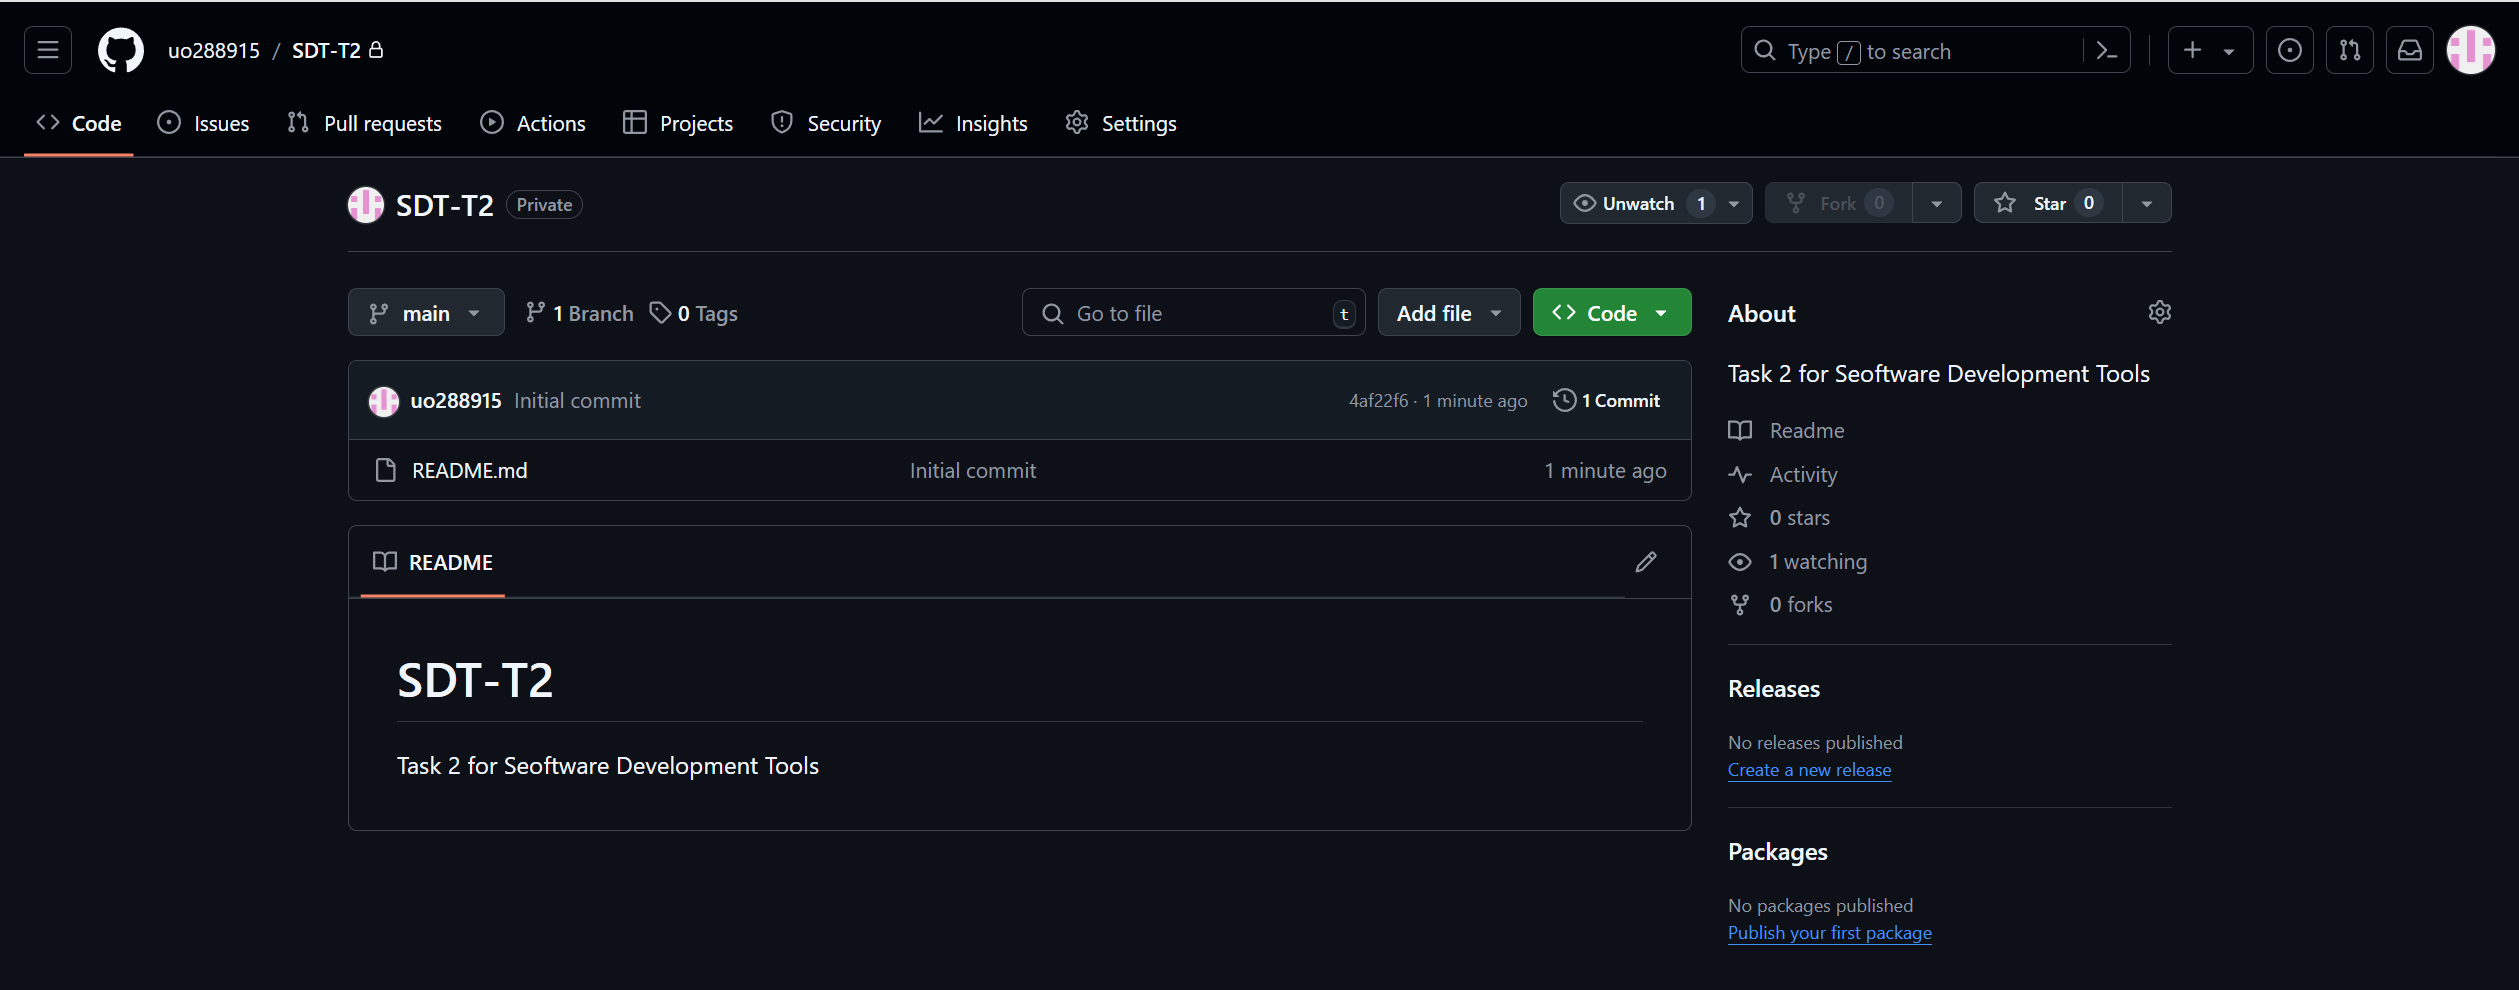 uo288915 / SDT-T2
Type / to search
Code Issues Pull requests Actions Projects Security Insights Settings
SDT-T2 Private
Unwatch 1 Fork 0 Star 0
main 1 Branch 0 Tags
Go to file t Add file Code
uo288915 Initial commit 4af22f6 · 1 minute ago 1 Commit
README.md Initial commit 1 minute ago
README
SDT-T2
Task 2 for Seoftware Development Tools
About
Task 2 for Seoftware Development Tools
Readme
Activity
0 stars
1 watching
0 forks
Releases
No releases published
Create a new release
Packages
No packages published
Publish your first package